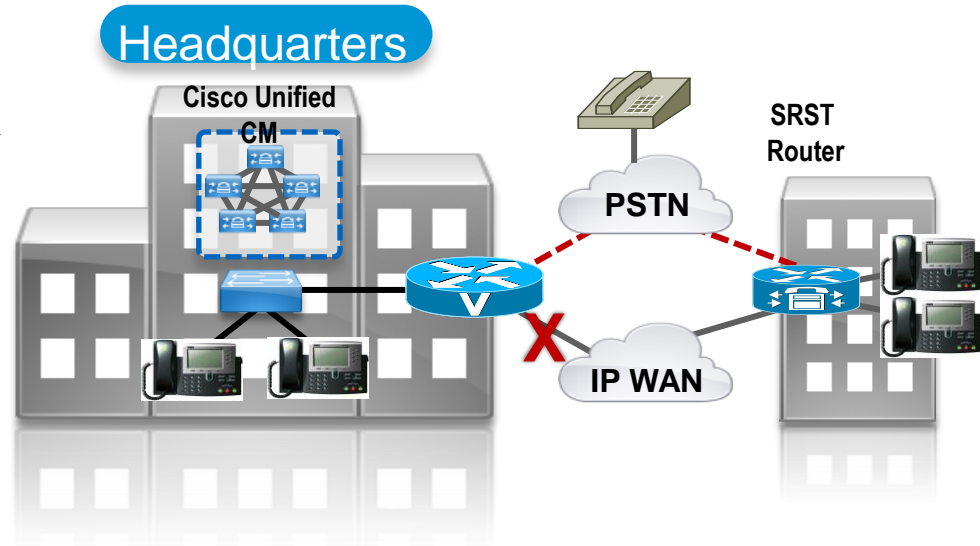 Headquarters
Cisco Unified
CM
SRST
Router
PSTN
V
X
IP WAN